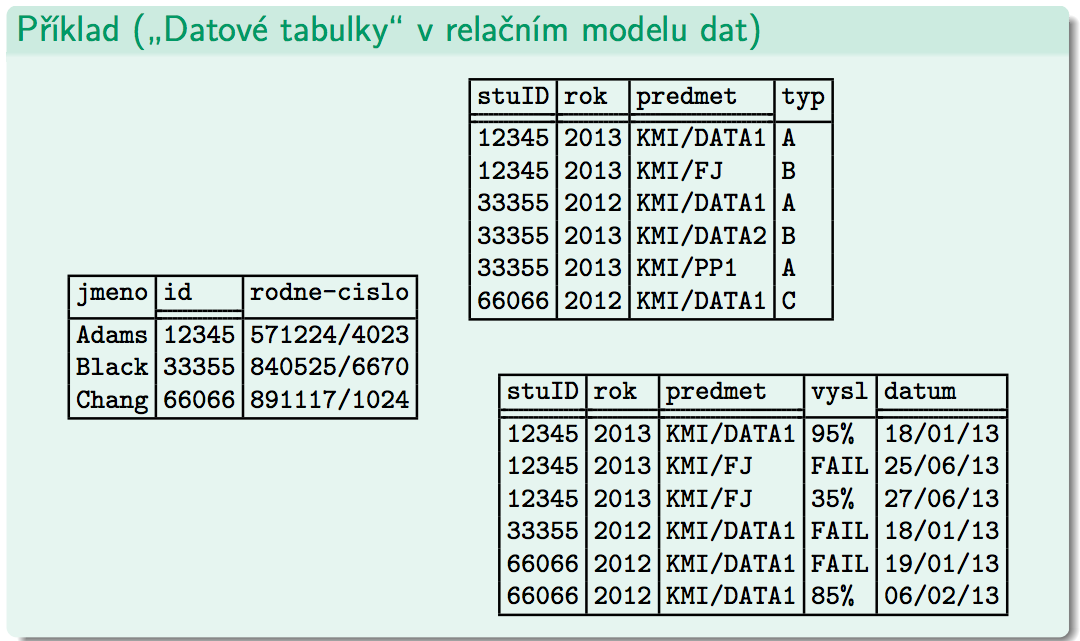 Příklad („Datové tabulky“ v relačním modelu dat)
stuID rok predmet typ
12345 2013 KMI/DATA1 A
12345 2013 KMI/FJ B
33355 2012 KMI/DATA1 A
33355 2013 KMI/DATA2 B
33355 2013 KMI/PP1 A
66066 2012 KMI/DATA1 C
jmeno id rodne-cislo
Adams 12345 571224/4023
Black 33355 840525/6670
Chang 66066 891117/1024
stuID rok predmet vysl datum
12345 2013 KMI/DATA1 95% 18/01/13
12345 2013 KMI/FJ FAIL 25/06/13
12345 2013 KMI/FJ 35% 27/06/13
33355 2012 KMI/DATA1 FAIL 18/01/13
66066 2012 KMI/DATA1 FAIL 19/01/13
66066 2012 KMI/DATA1 85% 06/02/13